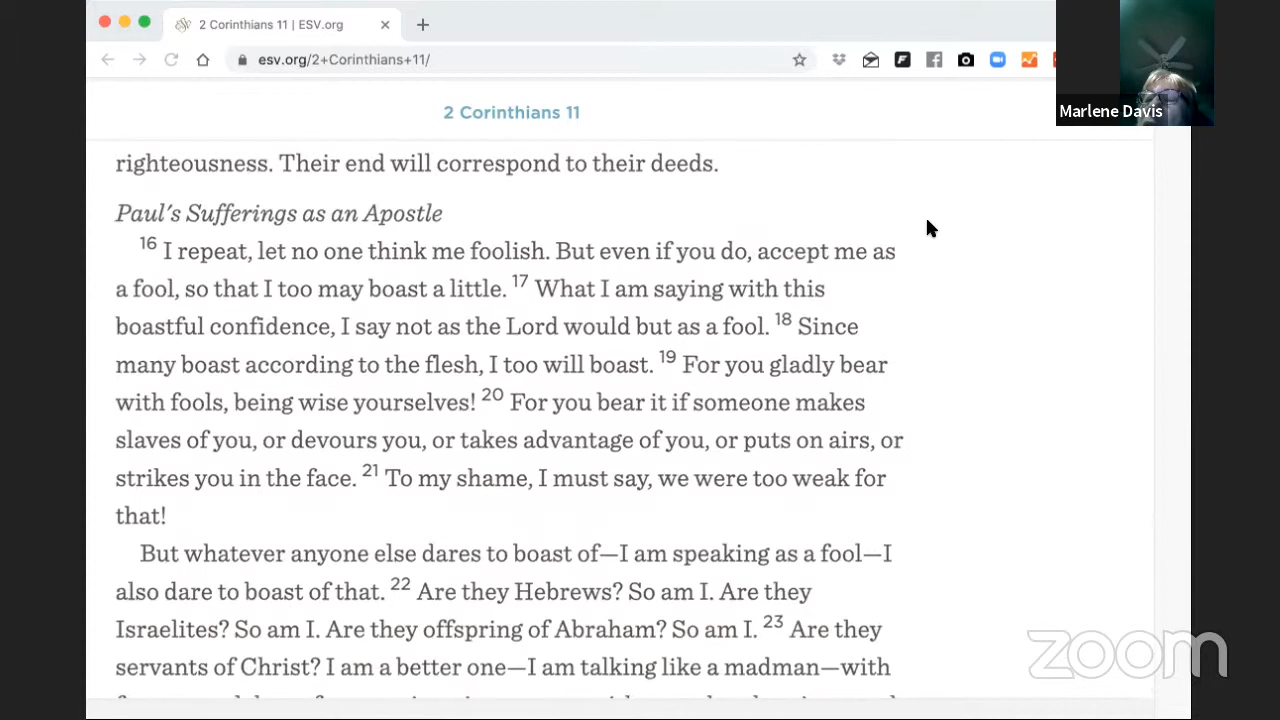 2 Corinthians 11 | ESV.org
esv.org/2+Corinthians+11/
Marlene Davis
2 Corinthians 11
righteousness. Their end will correspond to their deeds.
Paul's Sufferings as an Apostle
16 I repeat, let no one think me foolish. But even if you do, accept me as
a fool, so that I too may boast a little. 17 What I am saying with this
boastful confidence, I say not as the Lord would but as a fool. 18 Since
many boast according to the flesh, I too will boast. 19 For you gladly bear
with fools, being wise yourselves! 20 For you bear it if someone makes
slaves of you, or devours you, or takes advantage of you, or puts on airs, or
strikes you in the face. 21 To my shame, I must say, we were too weak for
that!
But whatever anyone else dares to boast of—I am speaking as a fool—I
also dare to boast of that. 22 Are they Hebrews? So am I. Are they
Israelites? So am I. Are they offspring of Abraham? So am I. 23 Are they
servants of Christ? I am a better one—I am talking like a madman—with
zoom